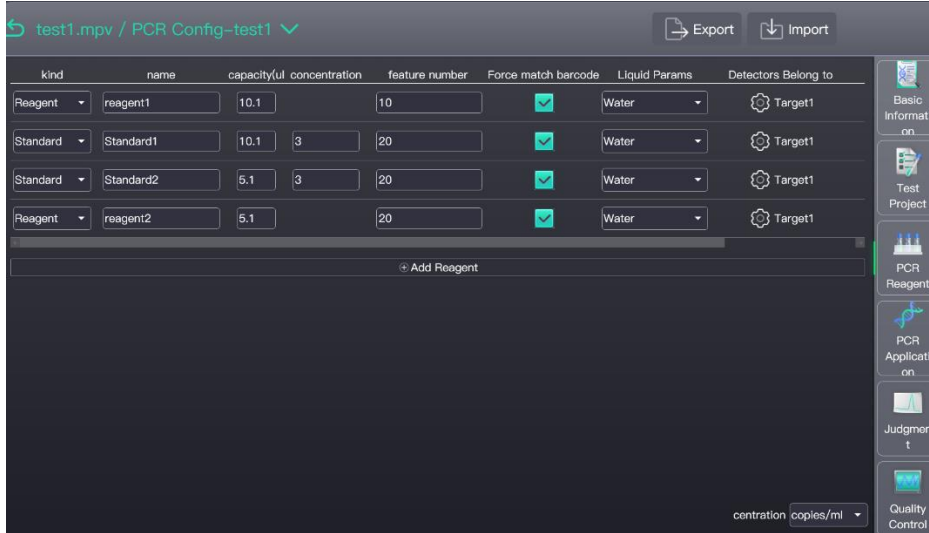 test1.mpv / PCR Config-test1
Export
Import
kind name capacity(ul concentration feature number Force match barcode Liquid Params Detectors Belong to
Reagent reagent1 10.1 10 Water Target1
Standard Standard1 10.1 3 20 Water Target1
Standard Standard2 5.1 3 20 Water Target1
Reagent reagent2 5.1 20 Water Target1
Add Reagent
Basic
Informat
on
Test
Project
PCR
Reagent
PCR
Applicati
on
Judgmen
t
Quality
Control
centration copies/ml